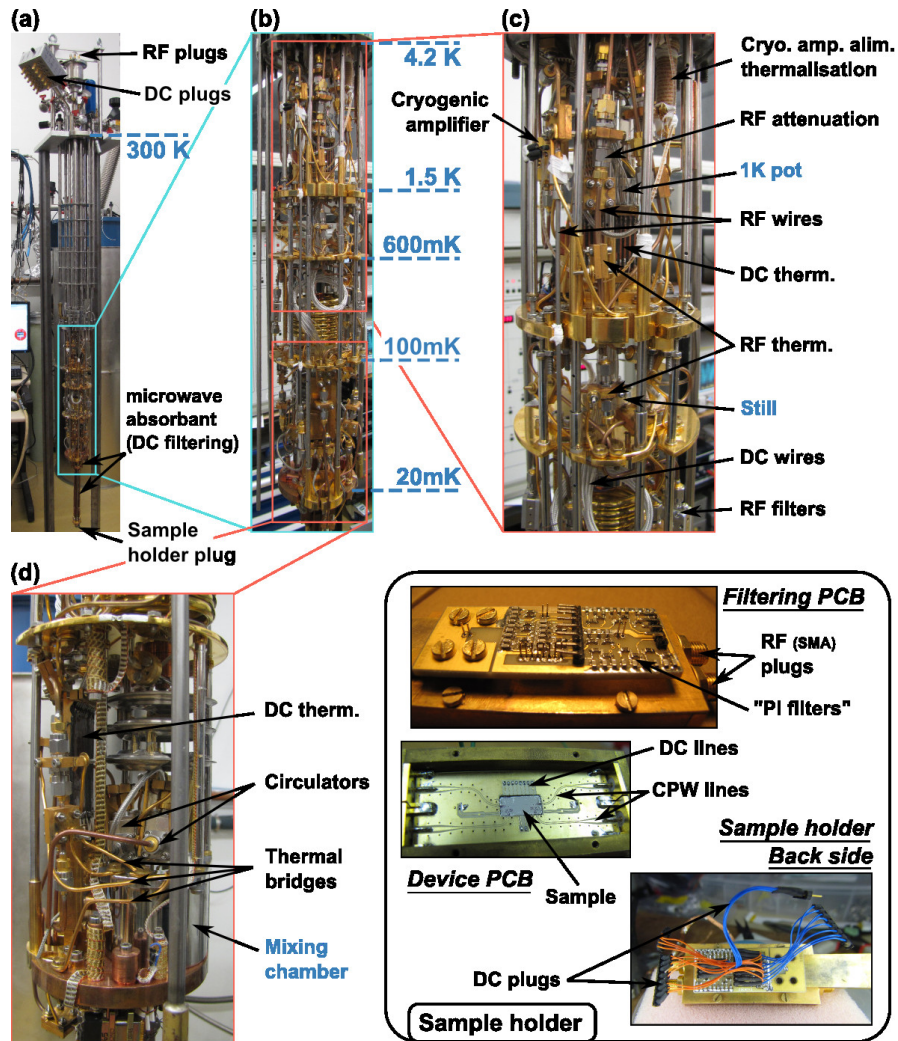 (a)
RF plugs
DC plugs
300 K
microwave
absorbant
(DC filtering)
Sample
holder plug
(b)
4.2 K
1.5 K
600mK
100mK
20mK
(c)
Cryo. amp. alim.
thermalisation
Cryogenic
amplifier
RF attenuation
1K pot
RF wires
DC therm.
RF therm.
Still
DC wires
RF filters
(d)
DC therm.
Circulators
Thermal
bridges
Mixing
chamber
Filtering PCB
RF (SMA)
plugs
"PI filters"
DC lines
CPW lines
Device PCB
Sample
Sample holder
Back side
DC plugs
Sample holder